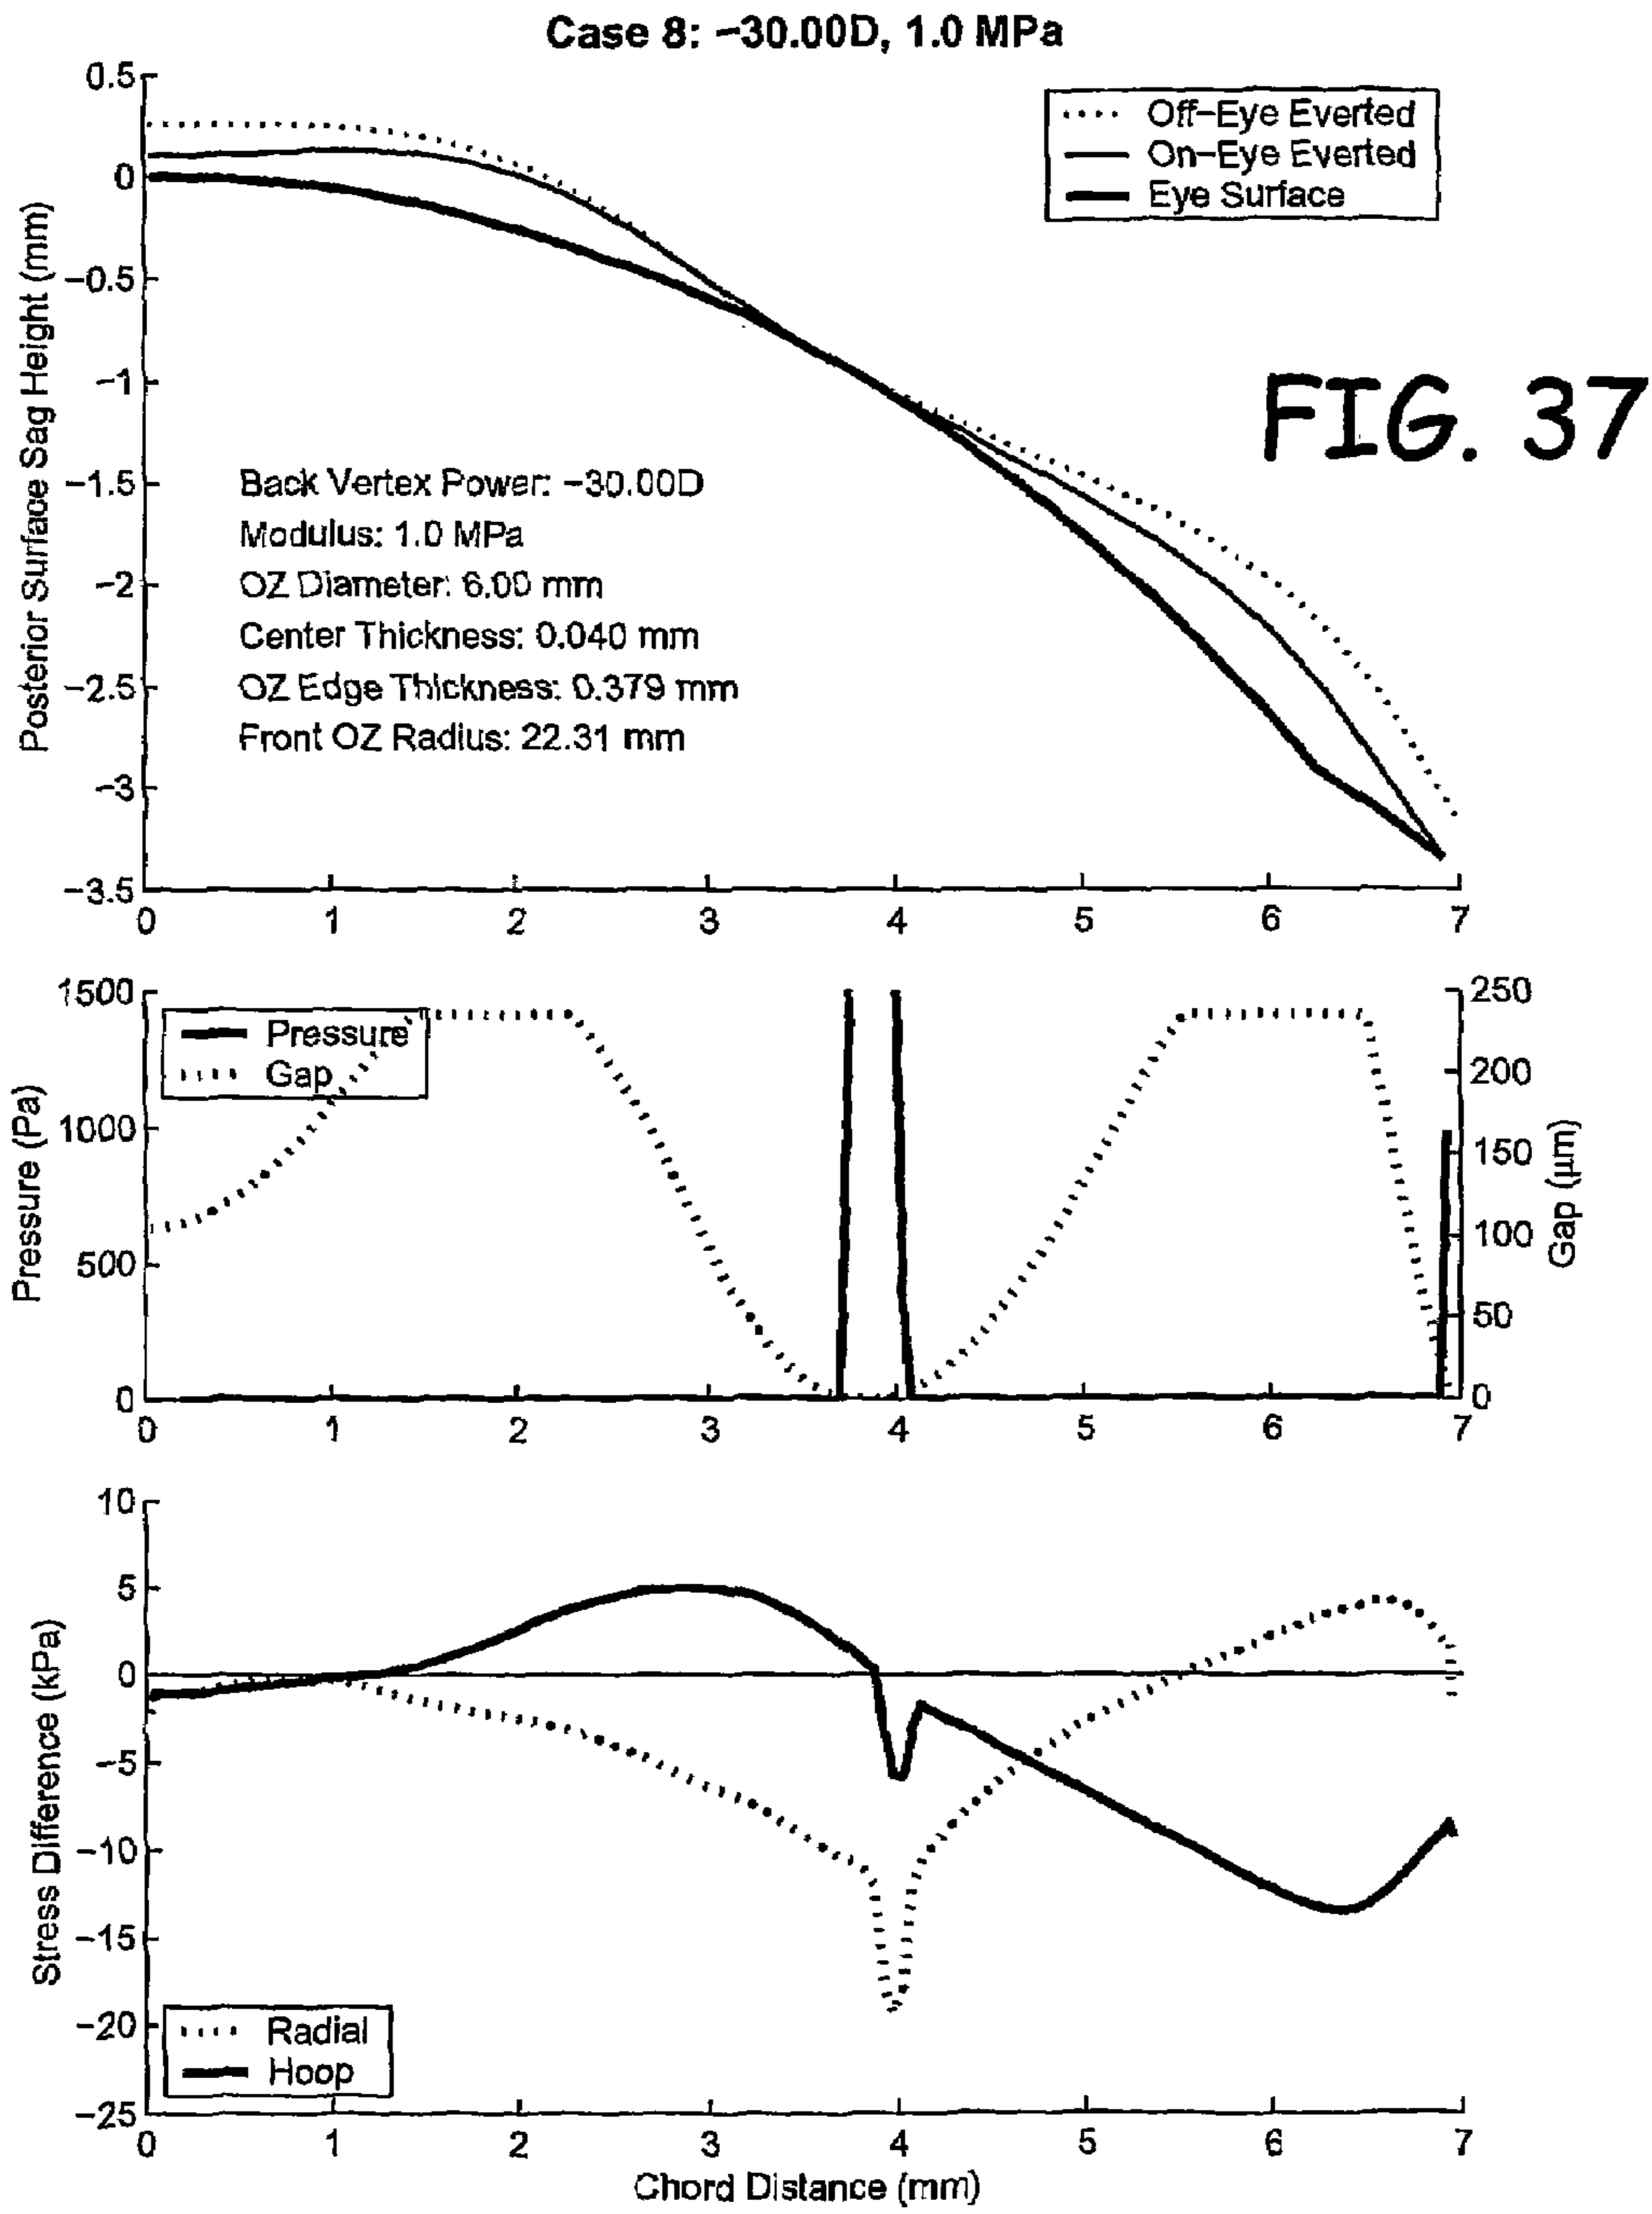 Case 8: −30.00D, 1.0 MPa
0.5
0
−0.5
−1
−1.5
−2
−2.5
−3
−3.5
Posterior Surface Sag Height (mm)
Off−Eye Everted
On−Eye Everted
Eye Surface
FIG. 37
Back Vertex Power: −30.00D
Modulus: 1.0 MPa
OZ Diameter: 6.00 mm
Center Thickness: 0.040 mm
OZ Edge Thickness: 0.379 mm
Front OZ Radius: 22.31 mm
0 1 2 3 4 5 6 7
1500
1000
500
0
Pressure (Pa)
Pressure
Gap
250
200
150
100
50
0
Gap (µm)
0 1 2 3 4 5 6 7
10
5
0
−5
−10
−15
−20
−25
Stress Difference (kPa)
Radial
Hoop
0 1 2 3 4 5 6 7
Chord Distance (mm)